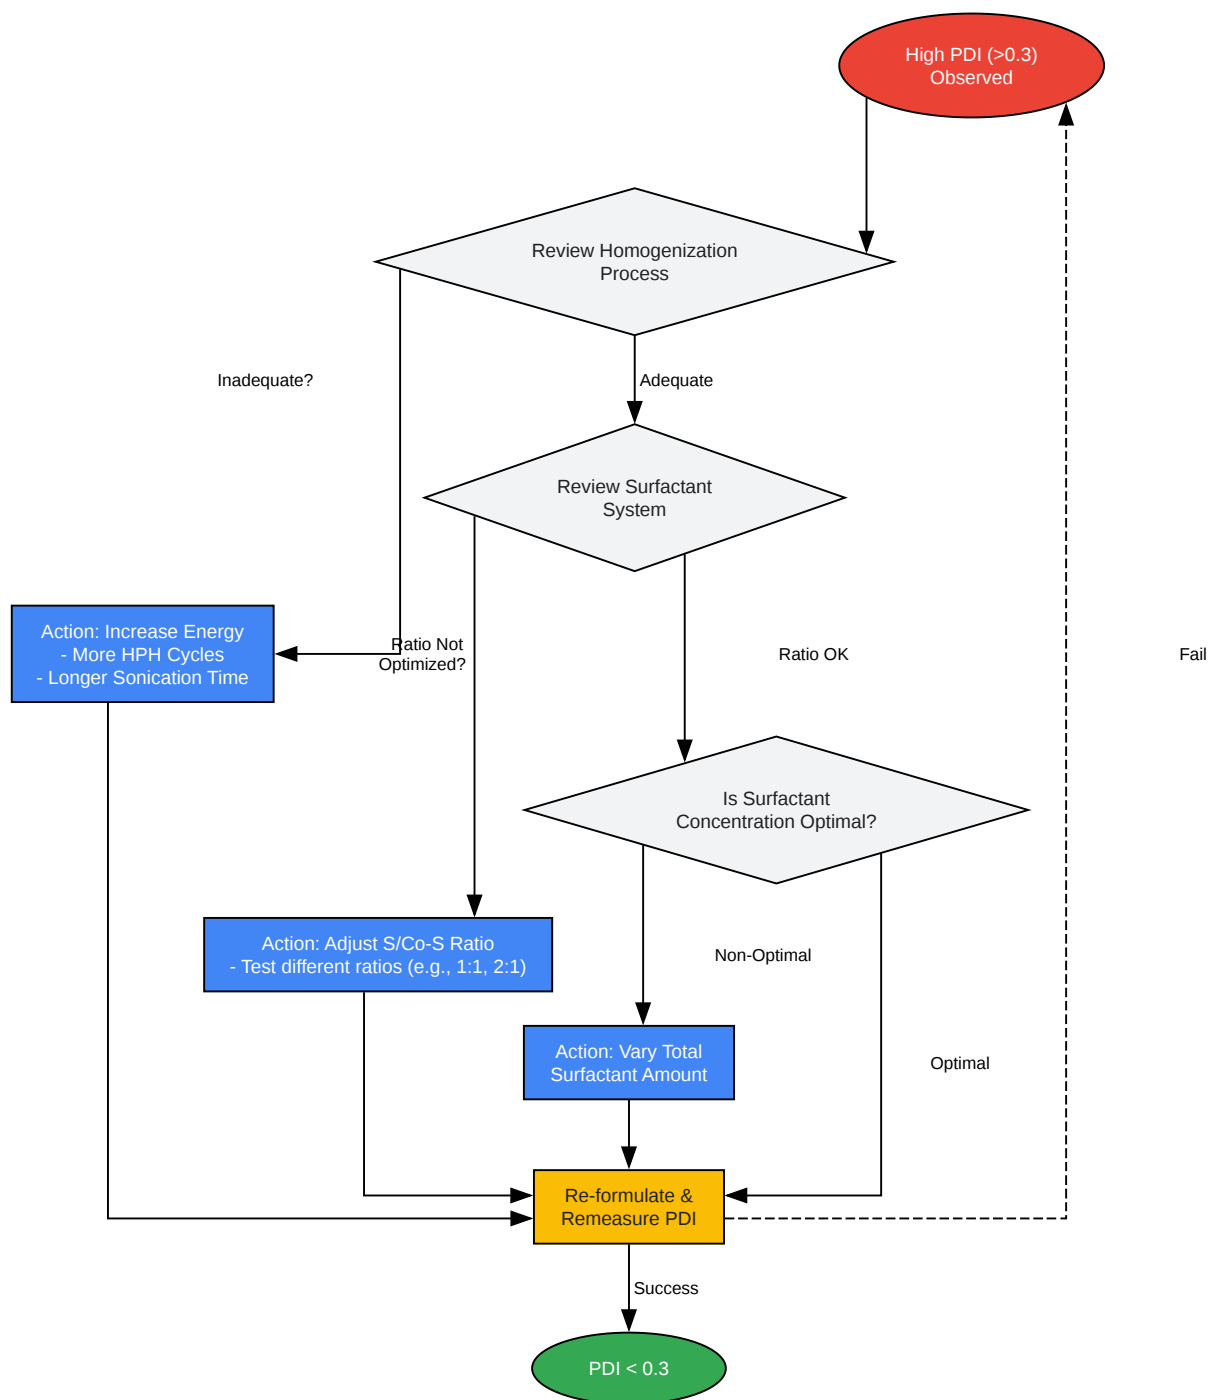 High PDI (>0.3)
Observed
Review Homogenization
Process
Inadequate?
Adequate
Review Surfactant
System
Action: Increase Energy
- More HPH Cycles
- Longer Sonication Time
Ratio Not
Optimized?
Ratio OK
Fail
Is Surfactant
Concentration Optimal?
Action: Adjust S/Co-S Ratio
- Test different ratios (e.g., 1:1, 2:1)
Non-Optimal
Action: Vary Total
Surfactant Amount
Optimal
Re-formulate &
Remeasure PDI
Success
PDI < 0.3